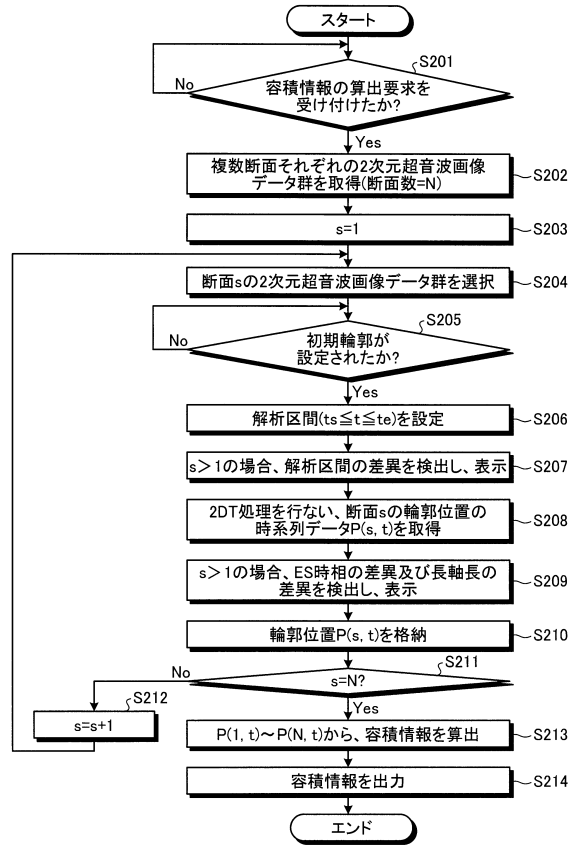 スタート
S201
容積情報の算出要求を
受け付けたか?
No
Yes
複数断面それぞれの2次元超音波画像
データ群を取得(断面数=N)
S202
s=1
S203
断面sの2次元超音波画像データ群を選択
S204
S205
初期輪郭が
設定されたか?
No
Yes
解析区間(ts≦t≦te)を設定
S206
s>1の場合、解析区間の差異を検出し、表示
S207
2DT処理を行ない、断面sの輪郭位置の
時系列データP(s, t)を取得
S208
s>1の場合、ES時相の差異及び長軸長の
差異を検出し、表示
S209
輪郭位置P(s, t)を格納
S210
S211
s=N?
No
Yes
S212
s=s+1
P(1, t)~P(N, t)から、容積情報を算出
S213
容積情報を出力
S214
エンド